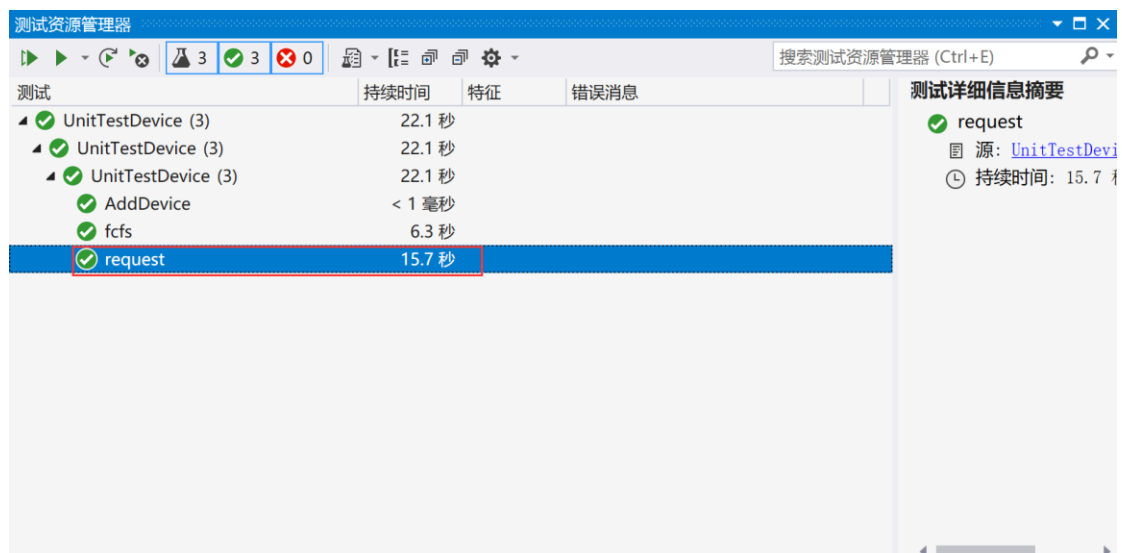 测试资源管理器
3 3 0
搜索测试资源管理器 (Ctrl+E)
测试 持续时间 特征 错误消息
UnitTestDevice (3) 22.1 秒
UnitTestDevice (3) 22.1 秒
UnitTestDevice (3) 22.1 秒
AddDevice < 1 毫秒
fcfs 6.3 秒
request 15.7 秒
测试详细信息摘要
request
源: UnitTestDevi
持续时间: 15.7